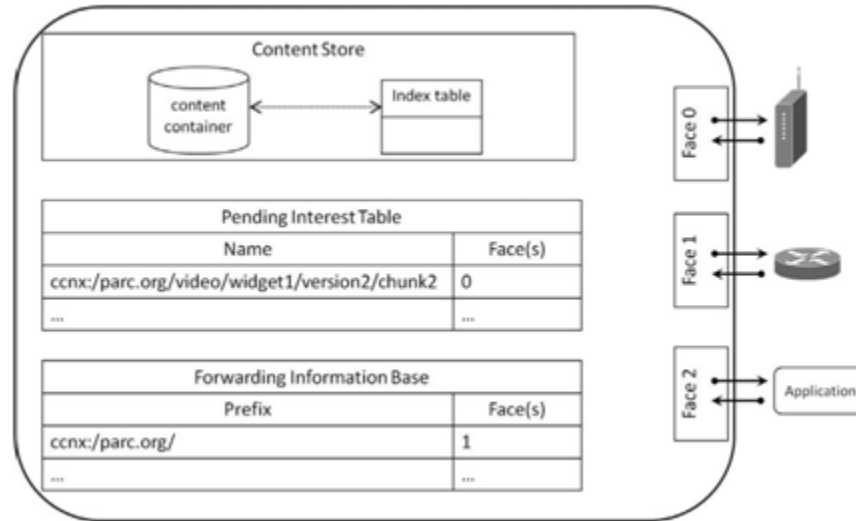 Content Store
content
container
Index table
Pending Interest Table
Name Face(s)
ccnx:/parc.org/video/widget1/version2/chunk2 0
... ...
Forwarding Information Base
Prefix Face(s)
ccnx:/parc.org/ 1
... ...
Face 0
Face 1
Face 2
Application